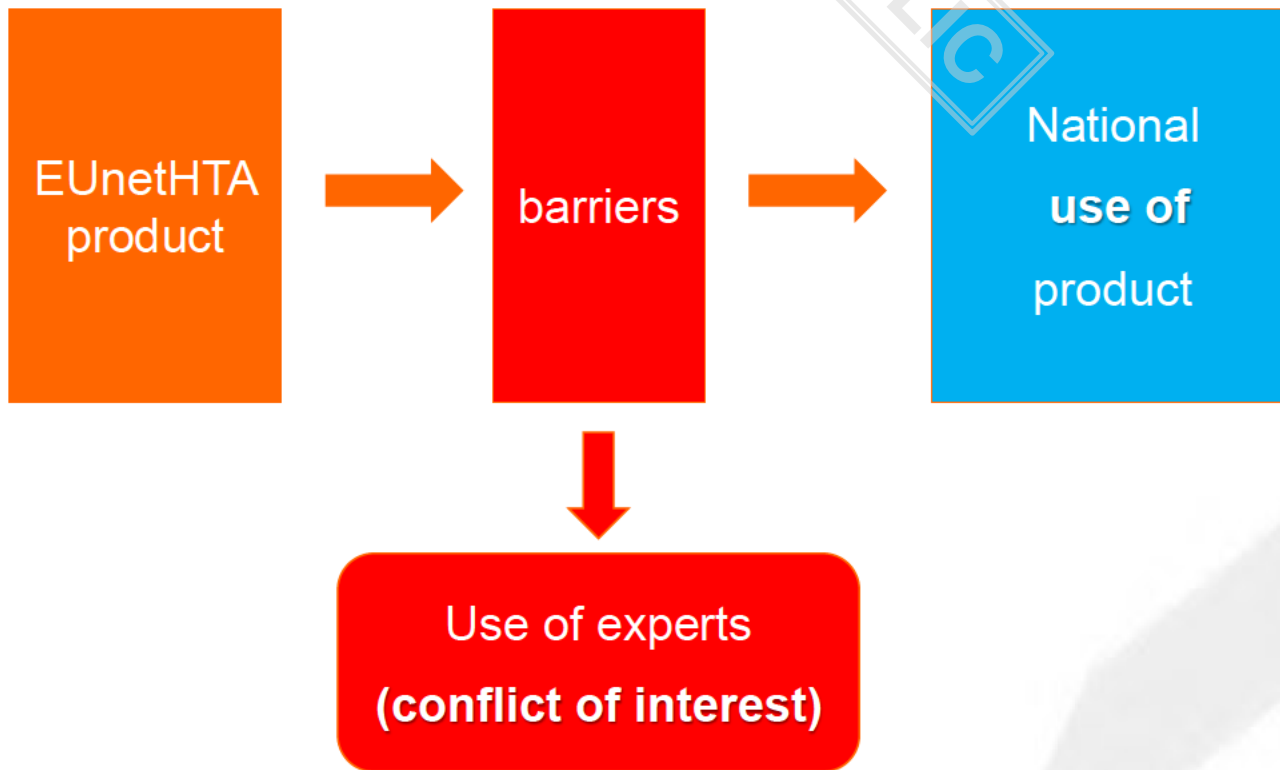 EUnetHTA
product
barriers
National
use of
product
Use of experts
(conflict of interest)